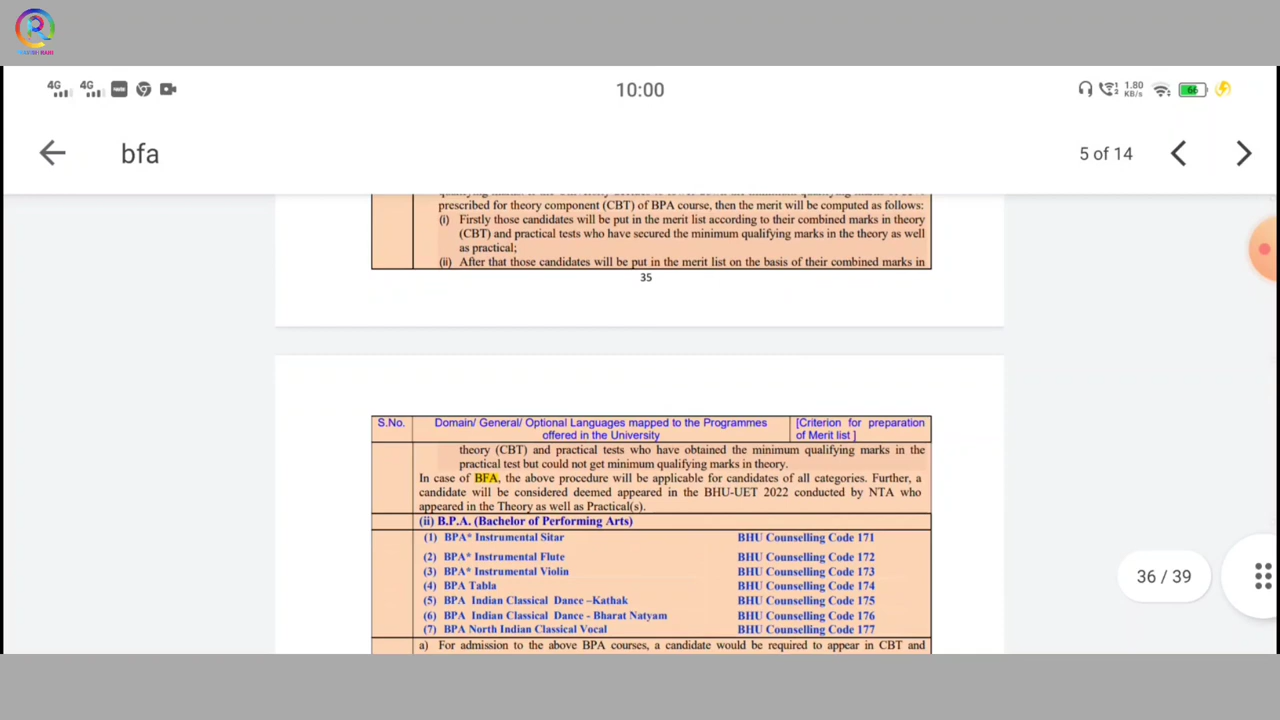 4G 4G 10:00 1.80 KB/s 66
bfa 5 of 14
prescribed for theory component (CBT) of BPA course, then the merit will be computed as follows:
(i) Firstly those candidates will be put in the merit list according to their combined marks in theory
(CBT) and practical tests who have secured the minimum qualifying marks in the theory as well
as practical;
(ii) After that those candidates will be put in the merit list on the basis of their combined marks in
35
S.No. Domain/ General/ Optional Languages mapped to the Programmes [Criterion for preparation
offered in the University of Merit list ]
theory (CBT) and practical tests who have obtained the minimum qualifying marks in the
practical test but could not get minimum qualifying marks in theory.
In case of BFA, the above procedure will be applicable for candidates of all categories. Further, a
candidate will be considered deemed appeared in the BHU-UET 2022 conducted by NTA who
appeared in the Theory as well as Practical(s).
(ii) B.P.A. (Bachelor of Performing Arts)
(1) BPA* Instrumental Sitar BHU Counselling Code 171
(2) BPA* Instrumental Flute BHU Counselling Code 172
(3) BPA* Instrumental Violin BHU Counselling Code 173
(4) BPA Tabla BHU Counselling Code 174
(5) BPA Indian Classical Dance –Kathak BHU Counselling Code 175
(6) BPA Indian Classical Dance - Bharat Natyam BHU Counselling Code 176
(7) BPA North Indian Classical Vocal BHU Counselling Code 177
36 / 39
a) For admission to the above BPA courses, a candidate would be required to appear in CBT and